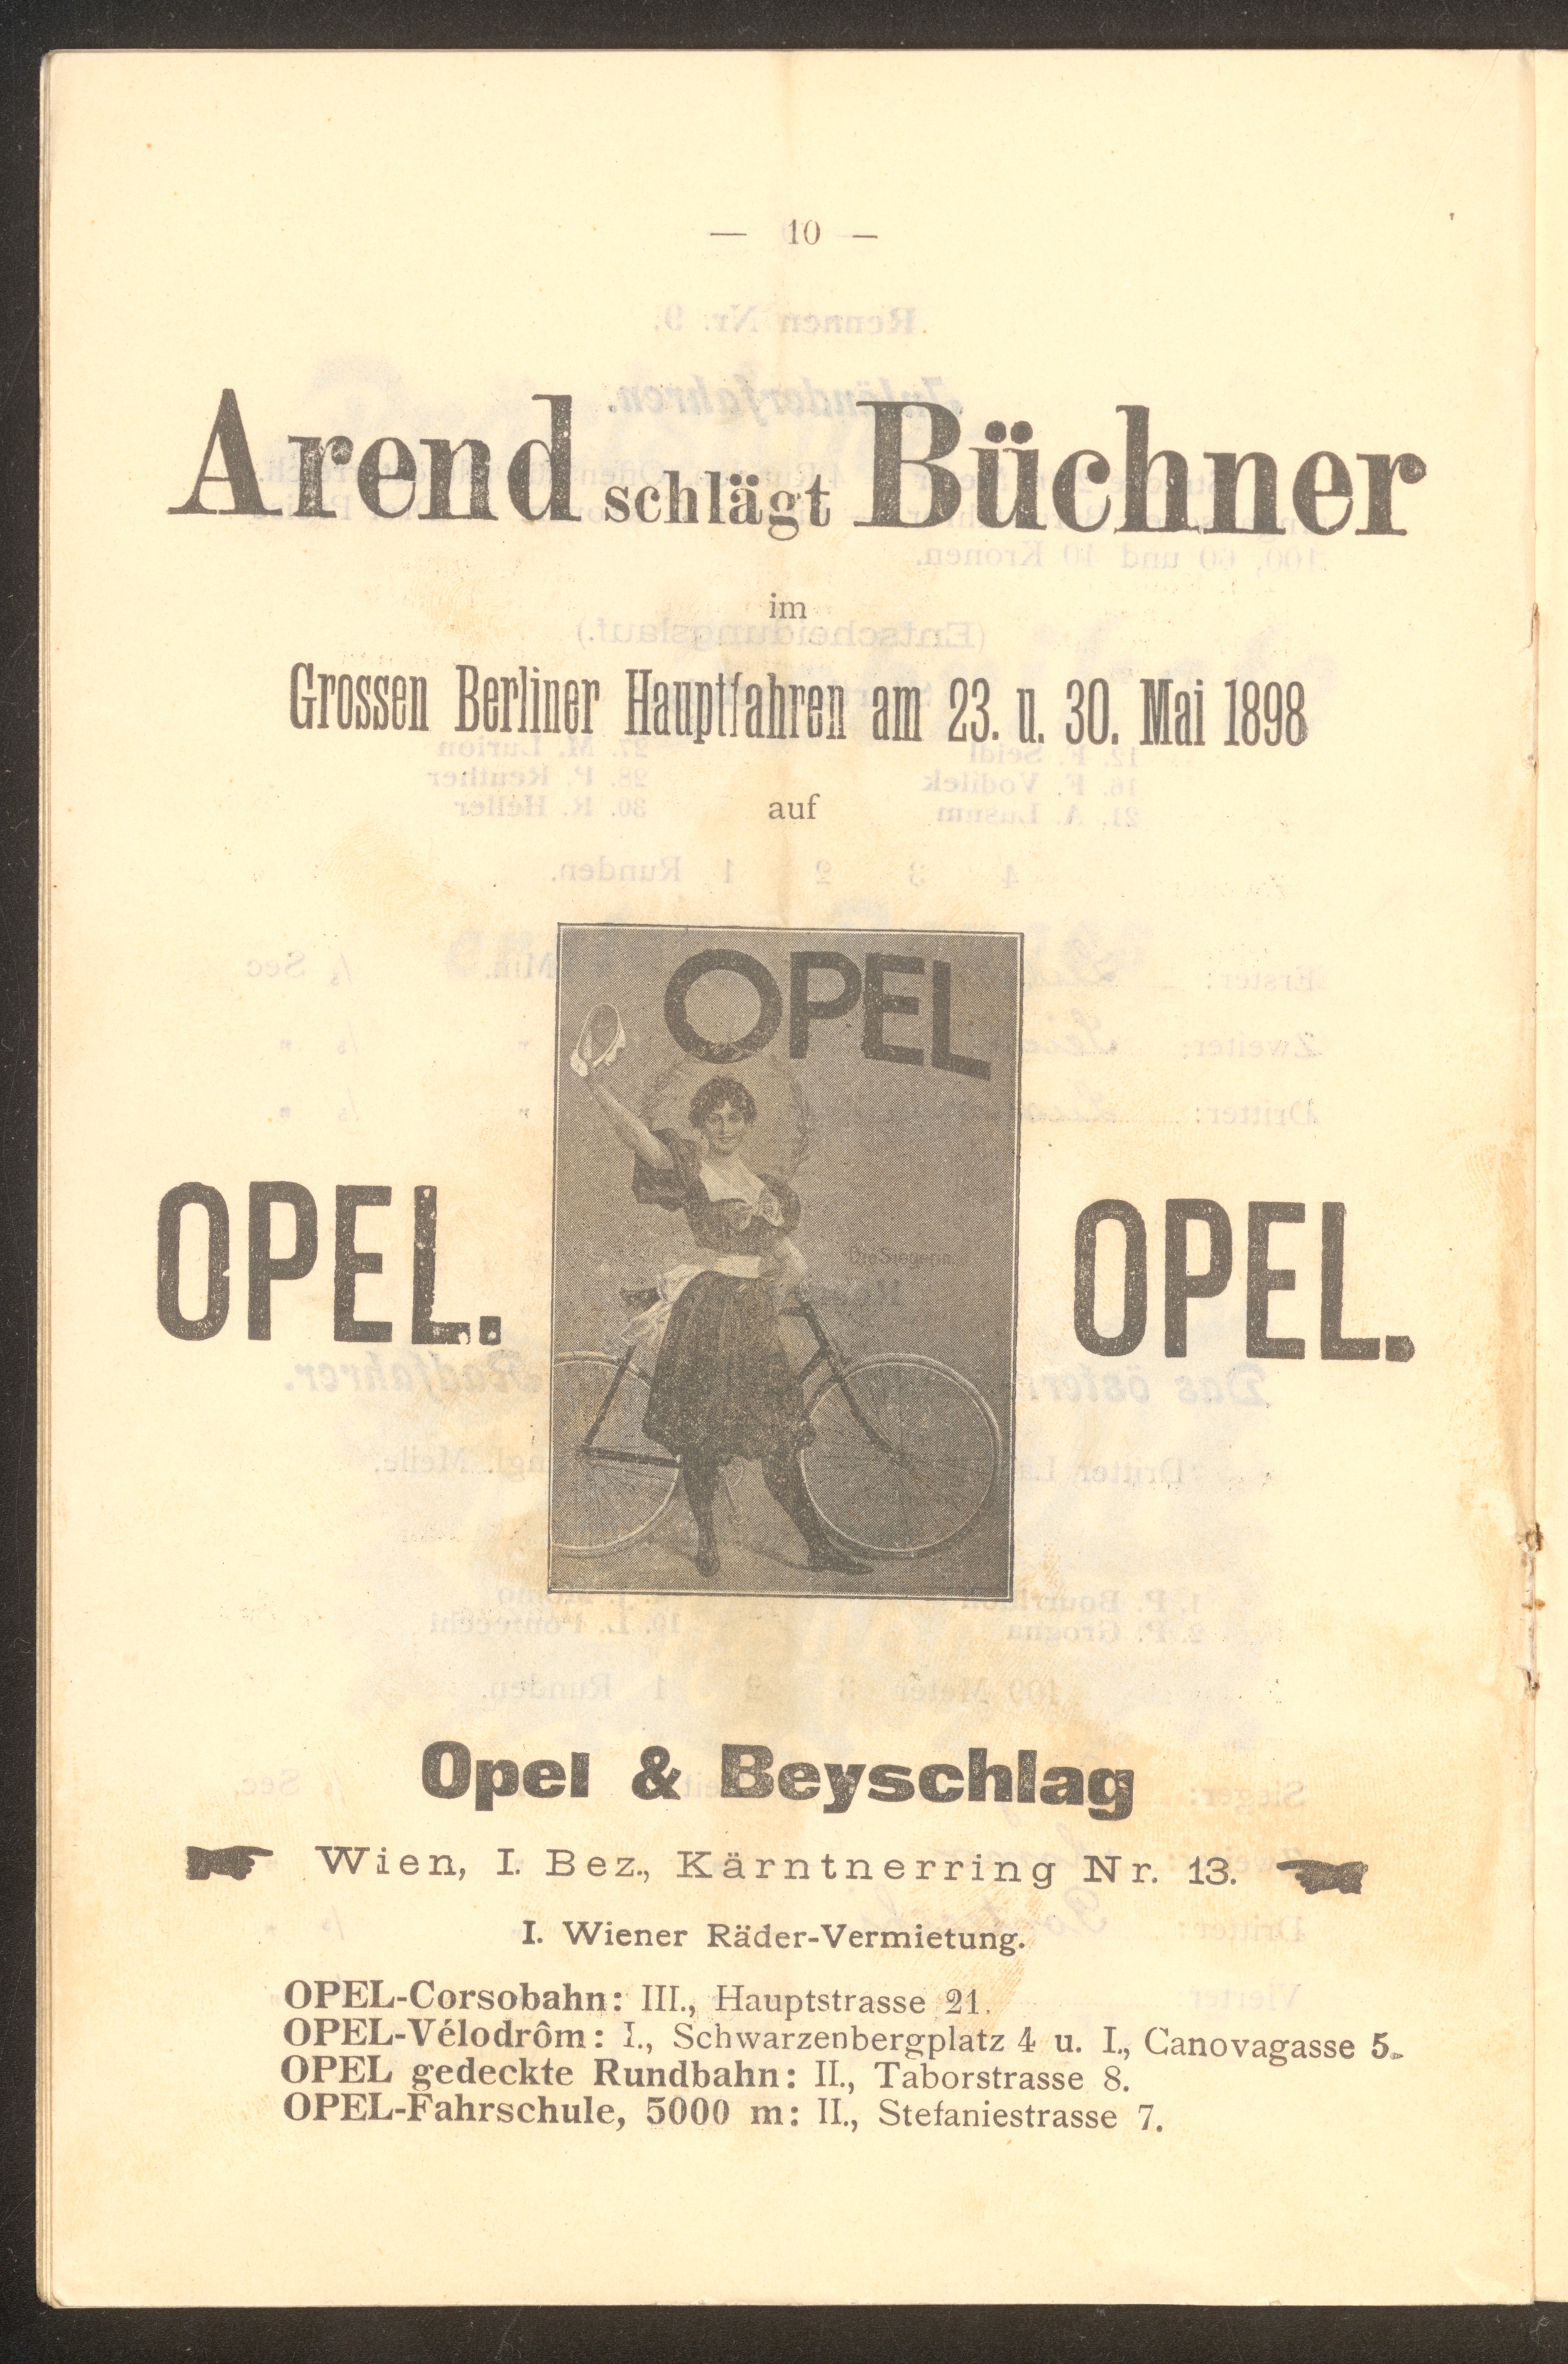 — 10 —
Arend schlägt Büchner
im
Grossen Berliner Hauptfahren am 23. u. 30. Mai 1898
auf
OPEL
Die Siegerin.
OPEL. OPEL.
Opel & Beyschlag
Wien, I. Bez., Kärntnerring Nr. 13.
I. Wiener Räder-Vermietung.
OPEL-Corsobahn: III., Hauptstrasse 21.
OPEL-Vélodrôm: I., Schwarzenbergplatz 4 u. I., Canovagasse 5.
OPEL gedeckte Rundbahn: II., Taborstrasse 8.
OPEL-Fahrschule, 5000 m: II., Stefaniestrasse 7.